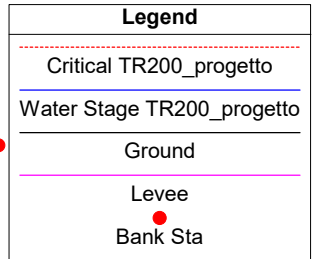 Legend
Critical TR200_progetto
Water Stage TR200_progetto
Ground
Levee
Bank Sta